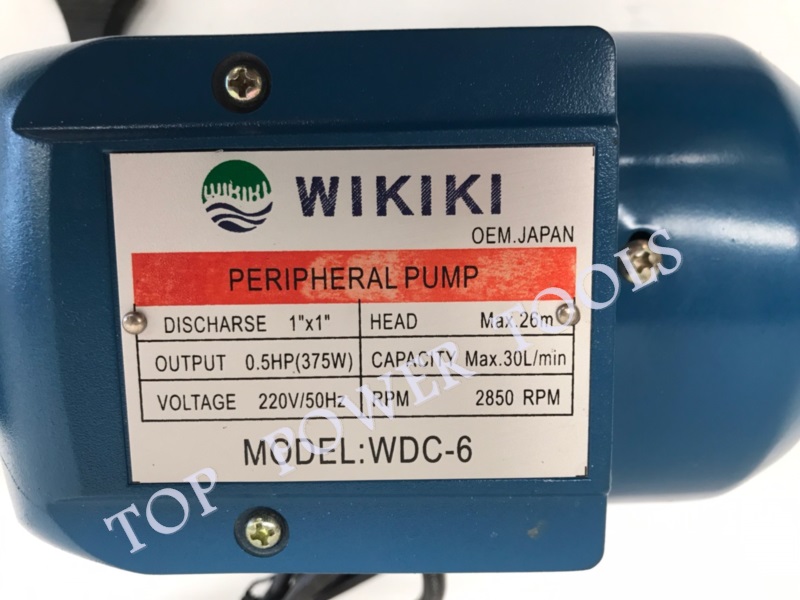 WIKIKI
WIKIKI
OEM.JAPAN
PERIPHERAL PUMP
DISCHARSE 1"x1" HEAD Max.26m
OUTPUT 0.5HP(375W) CAPACITY Max.30L/min
VOLTAGE 220V/50Hz RPM 2850 RPM
MODEL:WDC-6
TOP POWER TOOLS